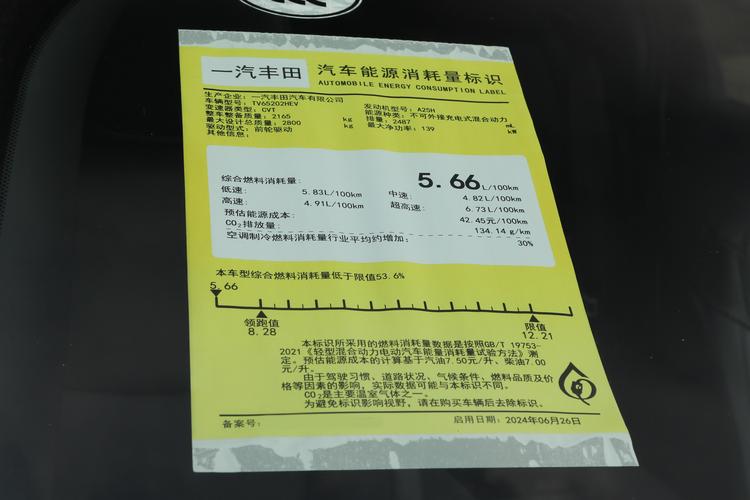 一汽丰田 汽车能源消耗量标识
AUTOMOBILE ENERGY CONSUMPTION LABEL
生产企业: 一汽丰田汽车有限公司
车辆型号: TV65202HEV 发动机型号: A25H
变速器类型: CVT 能源种类: 不可外接充电式混合动力
整车整备质量: 2165 kg 排量: 2487 mL
最大设计总质量: 2800 kg 最大净功率: 139 kW
驱动型式: 前轮驱动
其他信息:
综合燃料消耗量: 5.66 L/100km
低速: 5.83L/100km 中速: 4.82L/100km
高速: 4.91L/100km 超高速: 6.73L/100km
预估能源成本: 42.45元/100km
CO₂排放量: 134.14 g/km
空调制冷燃料消耗量行业平均约增加: 30%
本车型综合燃料消耗量低于限值53.6%
5.66
领跑值 限值
8.28 12.21
本标识所采用的燃料消耗量数据是按照GB/T 19753-
2021《轻型混合动力电动汽车能量消耗量试验方法》测
定。预估能源成本的计算基于汽油7.50元/升、柴油7.00
元/升。
由于驾驶习惯、道路状况、气候条件、燃料品质及价
格等因素的影响,实际数据可能与本标识不同。
CO₂是主要温室气体之一。
为避免标识影响视野,请在购买车辆后去除标识。
备案号: 启用日期: 2024年06月26日